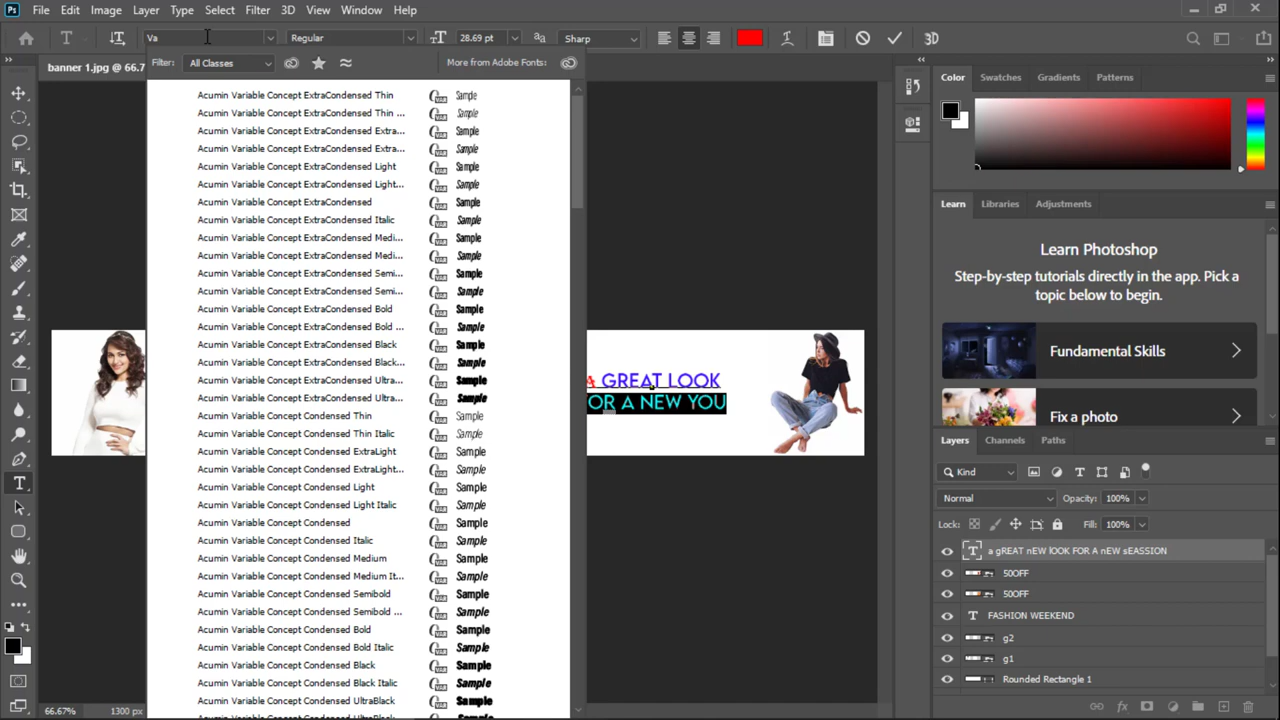 Ps File Edit Image Layer Type Select Filter 3D View Window Help
Va Regular 28.69 pt aa Sharp 3D
banner 1.jpg @ 66.7
Filter: All Classes More from Adobe Fonts:
Acumin Variable Concept ExtraCondensed Thin Sample
Acumin Variable Concept ExtraCondensed Thin ... Sample
Acumin Variable Concept ExtraCondensed Extra... Sample
Acumin Variable Concept ExtraCondensed Extra... Sample
Acumin Variable Concept ExtraCondensed Light Sample
Acumin Variable Concept ExtraCondensed Light... Sample
Acumin Variable Concept ExtraCondensed Sample
Acumin Variable Concept ExtraCondensed Italic Sample
Acumin Variable Concept ExtraCondensed Medi... Sample
Acumin Variable Concept ExtraCondensed Medi... Sample
Acumin Variable Concept ExtraCondensed Semi... Sample
Acumin Variable Concept ExtraCondensed Semi... Sample
Acumin Variable Concept ExtraCondensed Bold Sample
Acumin Variable Concept ExtraCondensed Bold ... Sample
Acumin Variable Concept ExtraCondensed Black Sample
Acumin Variable Concept ExtraCondensed Black... Sample
Acumin Variable Concept ExtraCondensed Ultra... Sample
Acumin Variable Concept ExtraCondensed Ultra... Sample
Acumin Variable Concept Condensed Thin Sample
Acumin Variable Concept Condensed Thin Italic Sample
Acumin Variable Concept Condensed ExtraLight Sample
Acumin Variable Concept Condensed ExtraLight... Sample
Acumin Variable Concept Condensed Light Sample
Acumin Variable Concept Condensed Light Italic Sample
Acumin Variable Concept Condensed Sample
Acumin Variable Concept Condensed Italic Sample
Acumin Variable Concept Condensed Medium Sample
Acumin Variable Concept Condensed Medium It... Sample
Acumin Variable Concept Condensed Semibold Sample
Acumin Variable Concept Condensed Semibold ... Sample
Acumin Variable Concept Condensed Bold Sample
Acumin Variable Concept Condensed Bold Italic Sample
Acumin Variable Concept Condensed Black Sample
Acumin Variable Concept Condensed Black Italic Sample
Acumin Variable Concept Condensed UltraBlack Sample
A GREAT LOOK
OR A NEW YOU
66.67% 1300 px
Color Swatches Gradients Patterns
Learn Libraries Adjustments
Learn Photoshop
Step-by-step tutorials directly in the app. Pick a
topic below to begin.
Fundamental skills
Fix a photo
Layers Channels Paths
Kind
Normal Opacity: 100%
Lock: Fill: 100%
a gREAT nEW lOOK FOR A nEW sESSION
50OFF
50OFF
FASHION WEEKEND
g2
g1
Rounded Rectangle 1